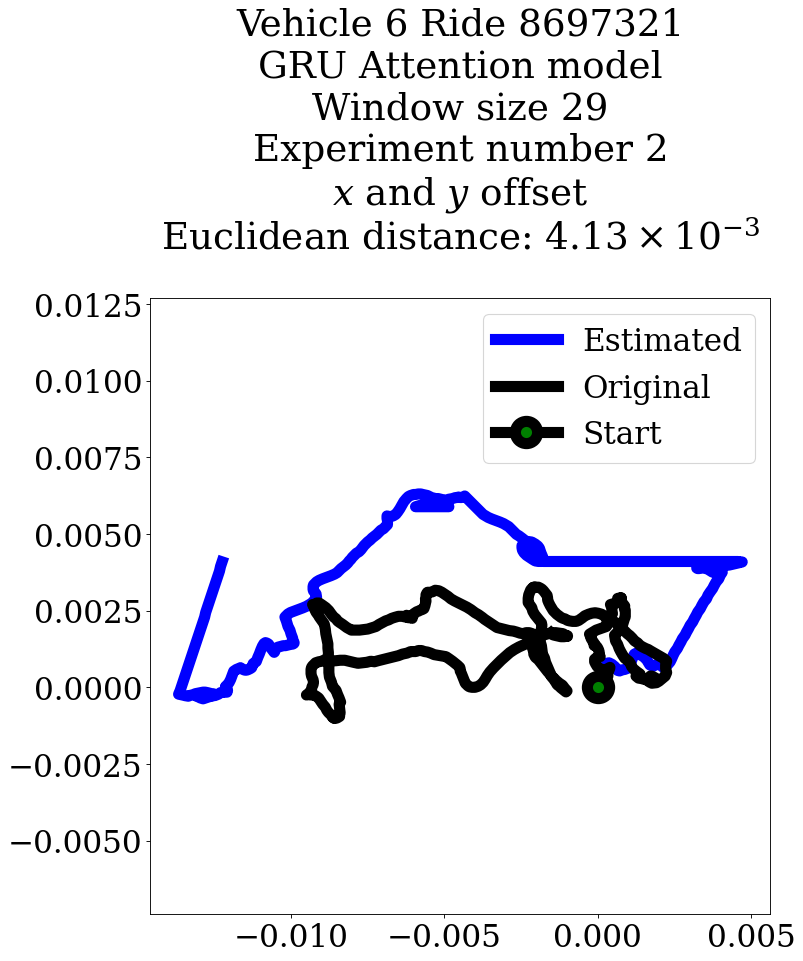 Vehicle 6 Ride 8697321
GRU Attention model
Window size 29
Experiment number 2
x and y offset
Euclidean distance: 4.13 × 10⁻³
Estimated
Original
Start
0.0125
0.0100
0.0075
0.0050
0.0025
0.0000
−0.0025
−0.0050
−0.010 −0.005 0.000 0.005